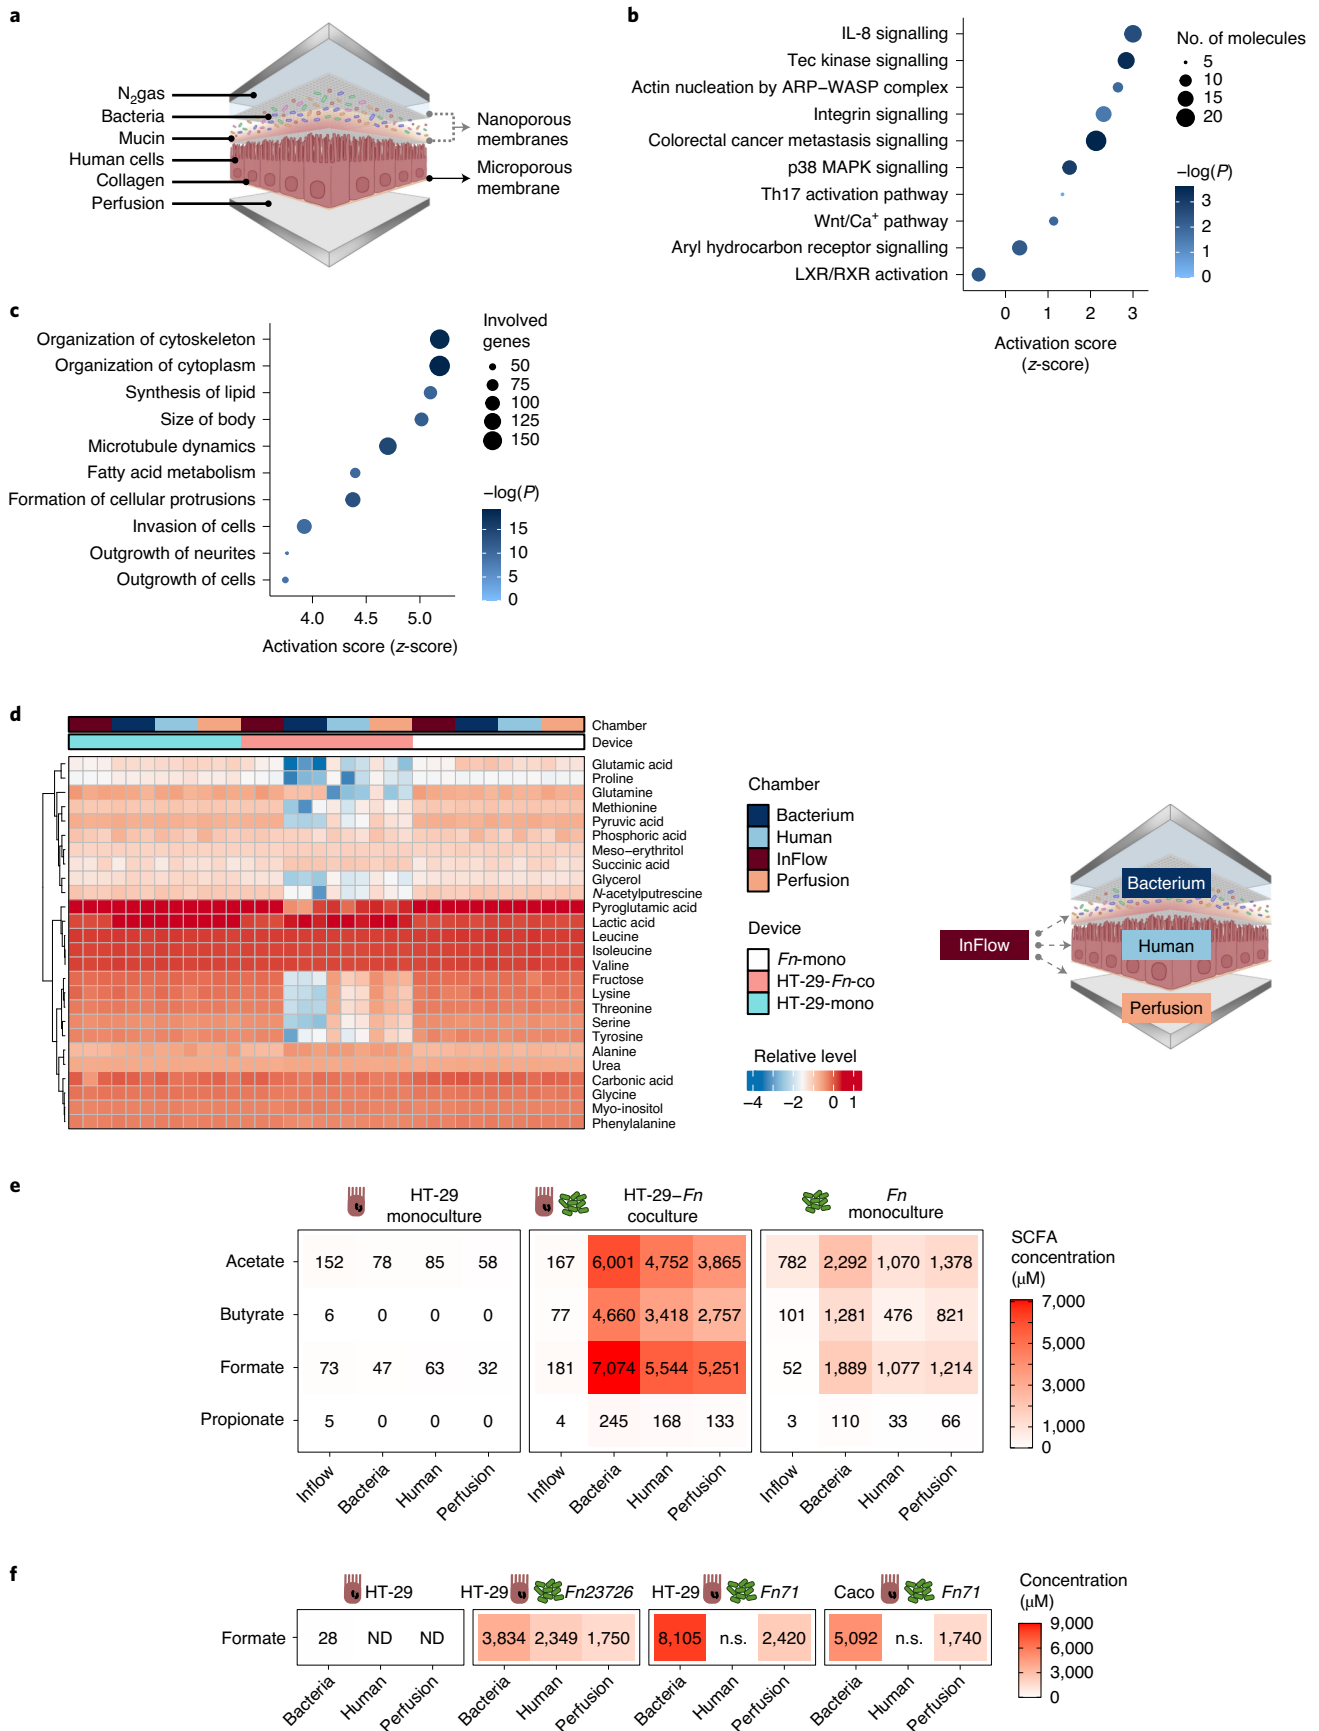 a
N2gas
Bacteria
Mucin
Human cells
Collagen
Perfusion
Nanoporous
membranes
Microporous
membrane
b
IL-8 signalling
Tec kinase signalling
Actin nucleation by ARP–WASP complex
Integrin signalling
Colorectal cancer metastasis signalling
p38 MAPK signalling
Th17 activation pathway
Wnt/Ca+ pathway
Aryl hydrocarbon receptor signalling
LXR/RXR activation
0 1 2 3
Activation score
(z-score)
No. of molecules
5
10
15
20
−log(P)
3
2
1
0
c
Organization of cytoskeleton
Organization of cytoplasm
Synthesis of lipid
Size of body
Microtubule dynamics
Fatty acid metabolism
Formation of cellular protrusions
Invasion of cells
Outgrowth of neurites
Outgrowth of cells
4.0 4.5 5.0
Activation score (z-score)
Involved
genes
50
75
100
125
150
−log(P)
15
10
5
0
d
Chamber
Device
Glutamic acid
Proline
Glutamine
Methionine
Pyruvic acid
Phosphoric acid
Meso−erythritol
Succinic acid
Glycerol
N-acetylputrescine
Pyroglutamic acid
Lactic acid
Leucine
Isoleucine
Valine
Fructose
Lysine
Threonine
Serine
Tyrosine
Alanine
Urea
Carbonic acid
Glycine
Myo-inositol
Phenylalanine
Chamber
Bacterium
Human
InFlow
Perfusion
Device
Fn-mono
HT-29-Fn-co
HT-29-mono
Relative level
−4 −2 0 1
InFlow
Bacterium
Human
Perfusion
e
HT-29
monoculture
HT-29–Fn
coculture
Fn
monoculture
Acetate 152 78 85 58 167 6,001 4,752 3,865 782 2,292 1,070 1,378
Butyrate 6 0 0 0 77 4,660 3,418 2,757 101 1,281 476 821
Formate 73 47 63 32 181 7,074 5,544 5,251 52 1,889 1,077 1,214
Propionate 5 0 0 0 4 245 168 133 3 110 33 66
Inflow Bacteria Human Perfusion Inflow Bacteria Human Perfusion Inflow Bacteria Human Perfusion
SCFA
concentration
(μM)
7,000
5,000
3,000
1,000
0
f
HT-29 HT-29 Fn23726 HT-29 Fn71 Caco Fn71
Formate 28 ND ND 3,834 2,349 1,750 8,105 n.s. 2,420 5,092 n.s. 1,740
Bacteria Human Perfusion Bacteria Human Perfusion Bacteria Human Perfusion Bacteria Human Perfusion
Concentration
(μM)
9,000
6,000
3,000
0